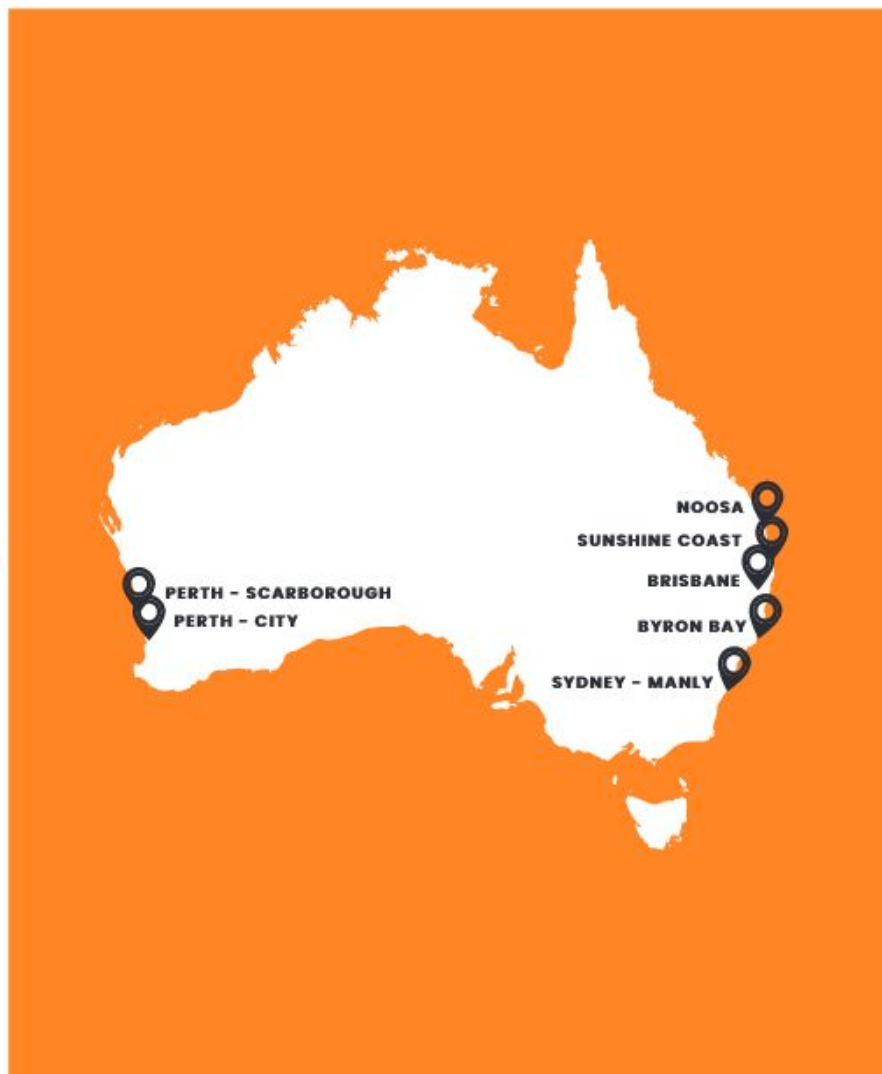 NOOSA
SUNSHINE COAST
BRISBANE
PERTH - SCARBOROUGH
PERTH - CITY
BYRON BAY
SYDNEY - MANLY